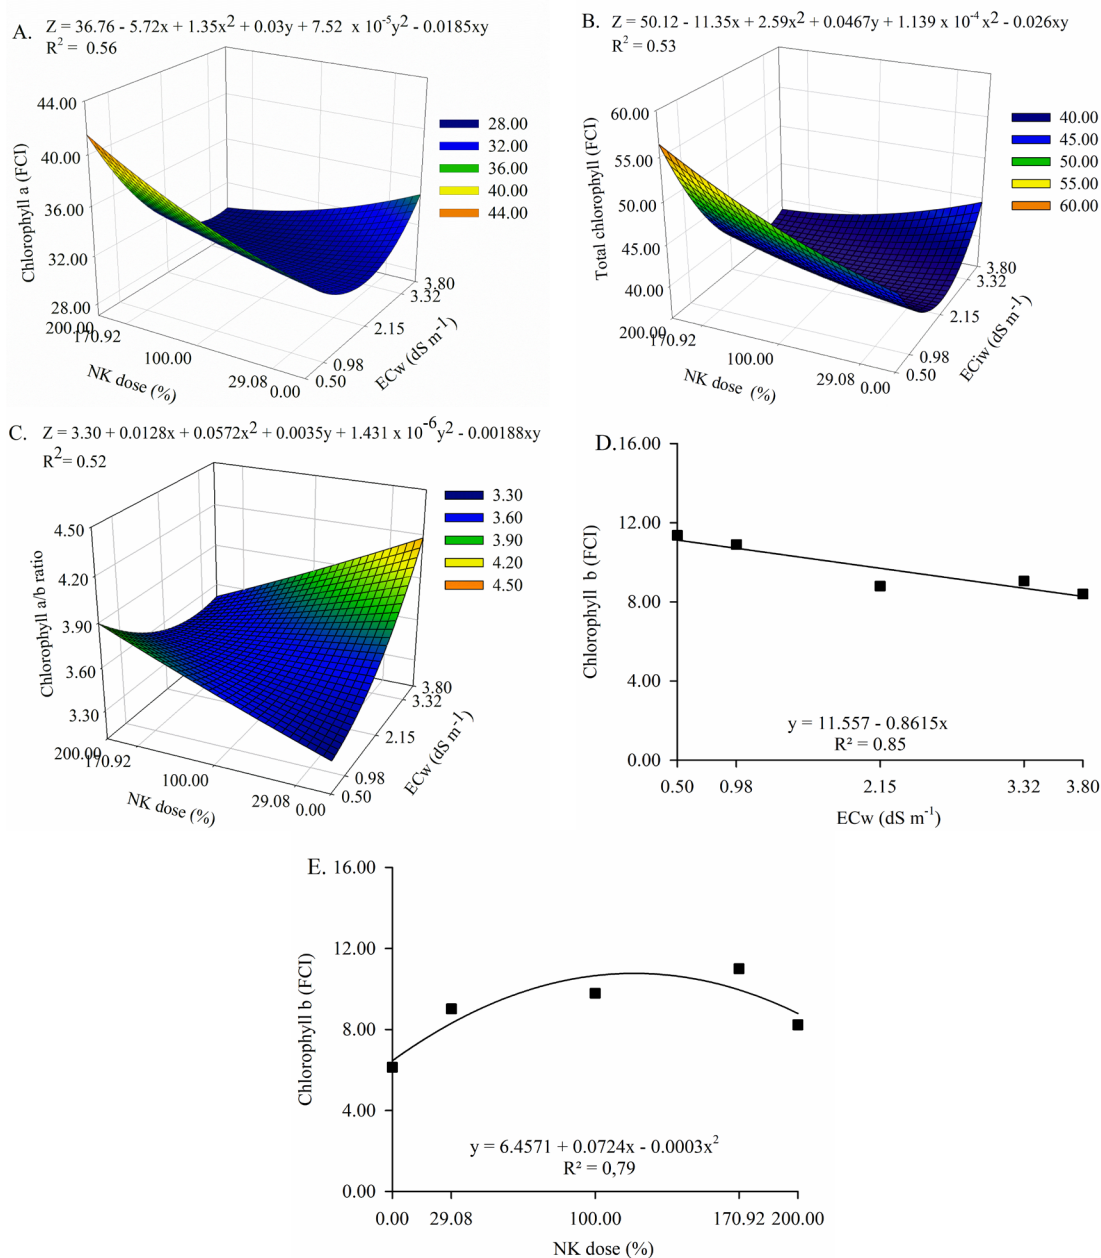 A. Z = 36.76 - 5.72x + 1.35x² + 0.03y + 7.52 x 10⁻⁵y² - 0.0185xy
R² = 0.56
44.00
40.00
36.00
32.00
28.00
Chlorophyll a (FCI)
200.00
170.92
100.00
29.08
0.00
NK dose (%)
0.50
0.98
2.15
3.32
3.80
ECw (dS m⁻¹)
28.00
32.00
36.00
40.00
44.00
B. Z = 50.12 - 11.35x + 2.59x² + 0.0467y + 1.139 x 10⁻⁴ x² - 0.026xy
R² = 0.53
60.00
55.00
50.00
45.00
40.00
Total chlorophyll (FCI)
200.00
170.92
100.00
29.08
0.00
NK dose (%)
0.50
0.98
2.15
3.32
3.80
ECiw (dS m⁻¹)
40.00
45.00
50.00
55.00
60.00
C. Z = 3.30 + 0.0128x + 0.0572x² + 0.0035y + 1.431 x 10⁻⁶y² - 0.00188xy
R² = 0.52
4.50
4.20
3.90
3.60
3.30
Chlorophyll a/b ratio
200.00
170.92
100.00
29.08
0.00
NK dose (%)
0.50
0.98
2.15
3.32
3.80
ECw (dS m⁻¹)
3.30
3.60
3.90
4.20
4.50
D.
16.00
12.00
8.00
4.00
0.00
Chlorophyll b (FCI)
y = 11.557 - 0.8615x
R² = 0.85
0.50 0.98 2.15 3.32 3.80
ECw (dS m⁻¹)
E.
16.00
12.00
8.00
4.00
0.00
Chlorophyll b (FCI)
y = 6.4571 + 0.0724x - 0.0003x²
R² = 0,79
0.00 29.08 100.00 170.92 200.00
NK dose (%)